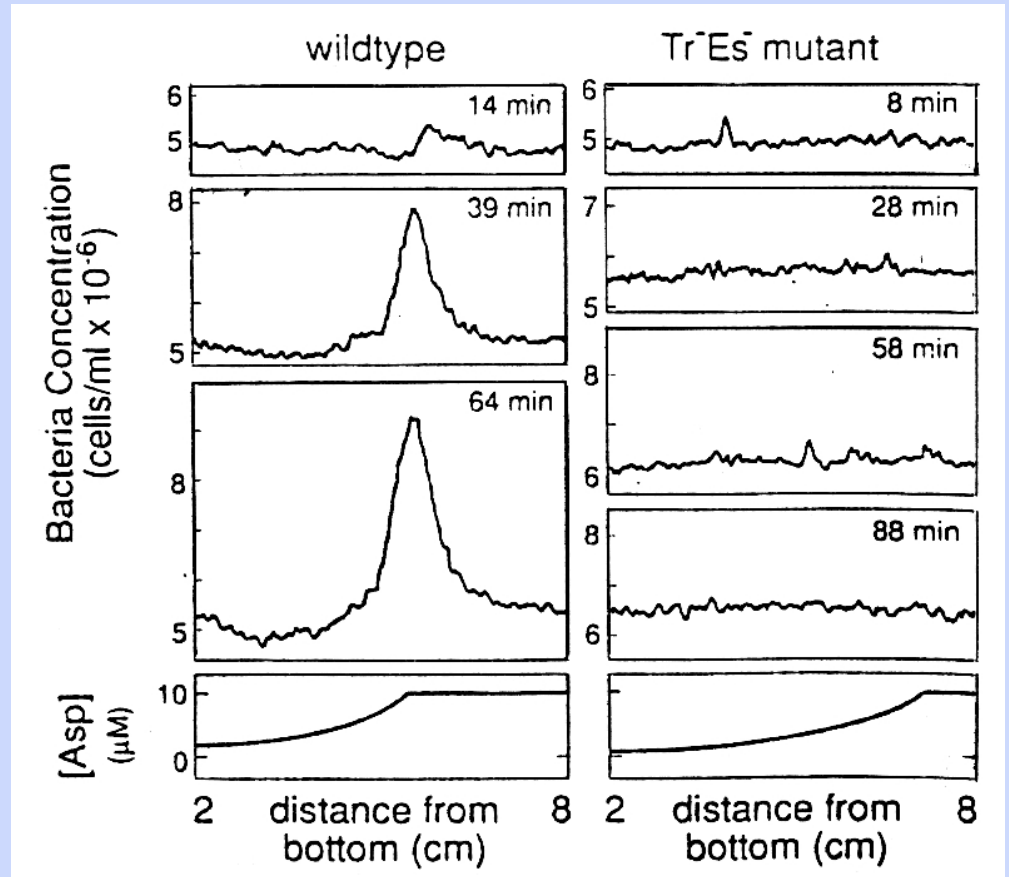 wildtype
Tr⁻Es⁻ mutant
Bacteria Concentration
(cells/ml x 10⁻⁶)
6
5
14 min
8
5
39 min
8
5
64 min
6
5
8 min
7
5
28 min
8
6
58 min
8
6
88 min
[Asp]
(µM)
10
0
2
8
distance from
bottom (cm)
2
8
distance from
bottom (cm)